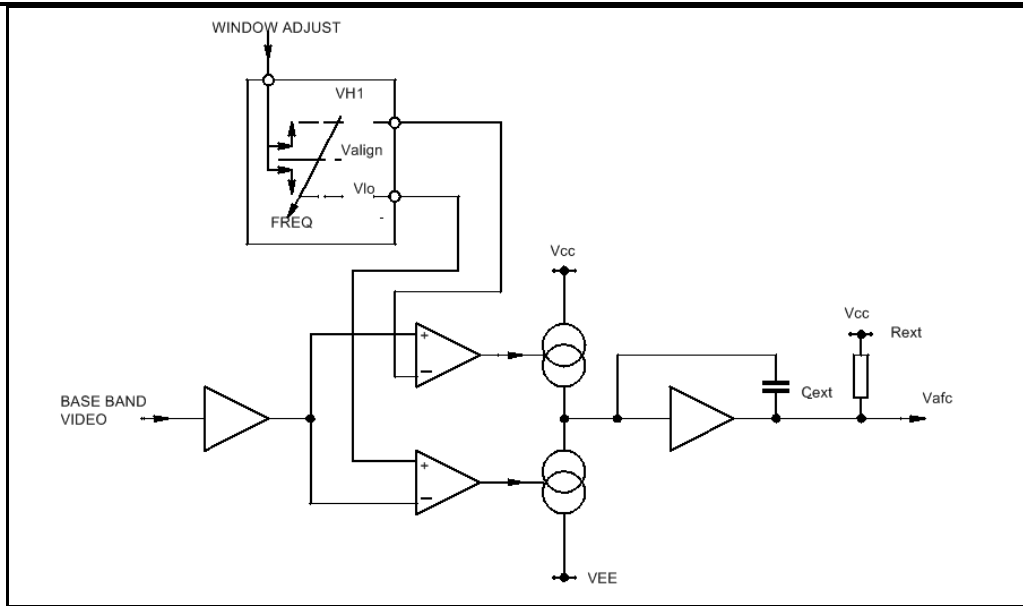 WINDOW ADJUST
VH1
Valign
Vlo
FREQ
Vcc
Vcc
Rext
+
−
Cext
Vafc
BASE BAND
VIDEO
+
−
VEE